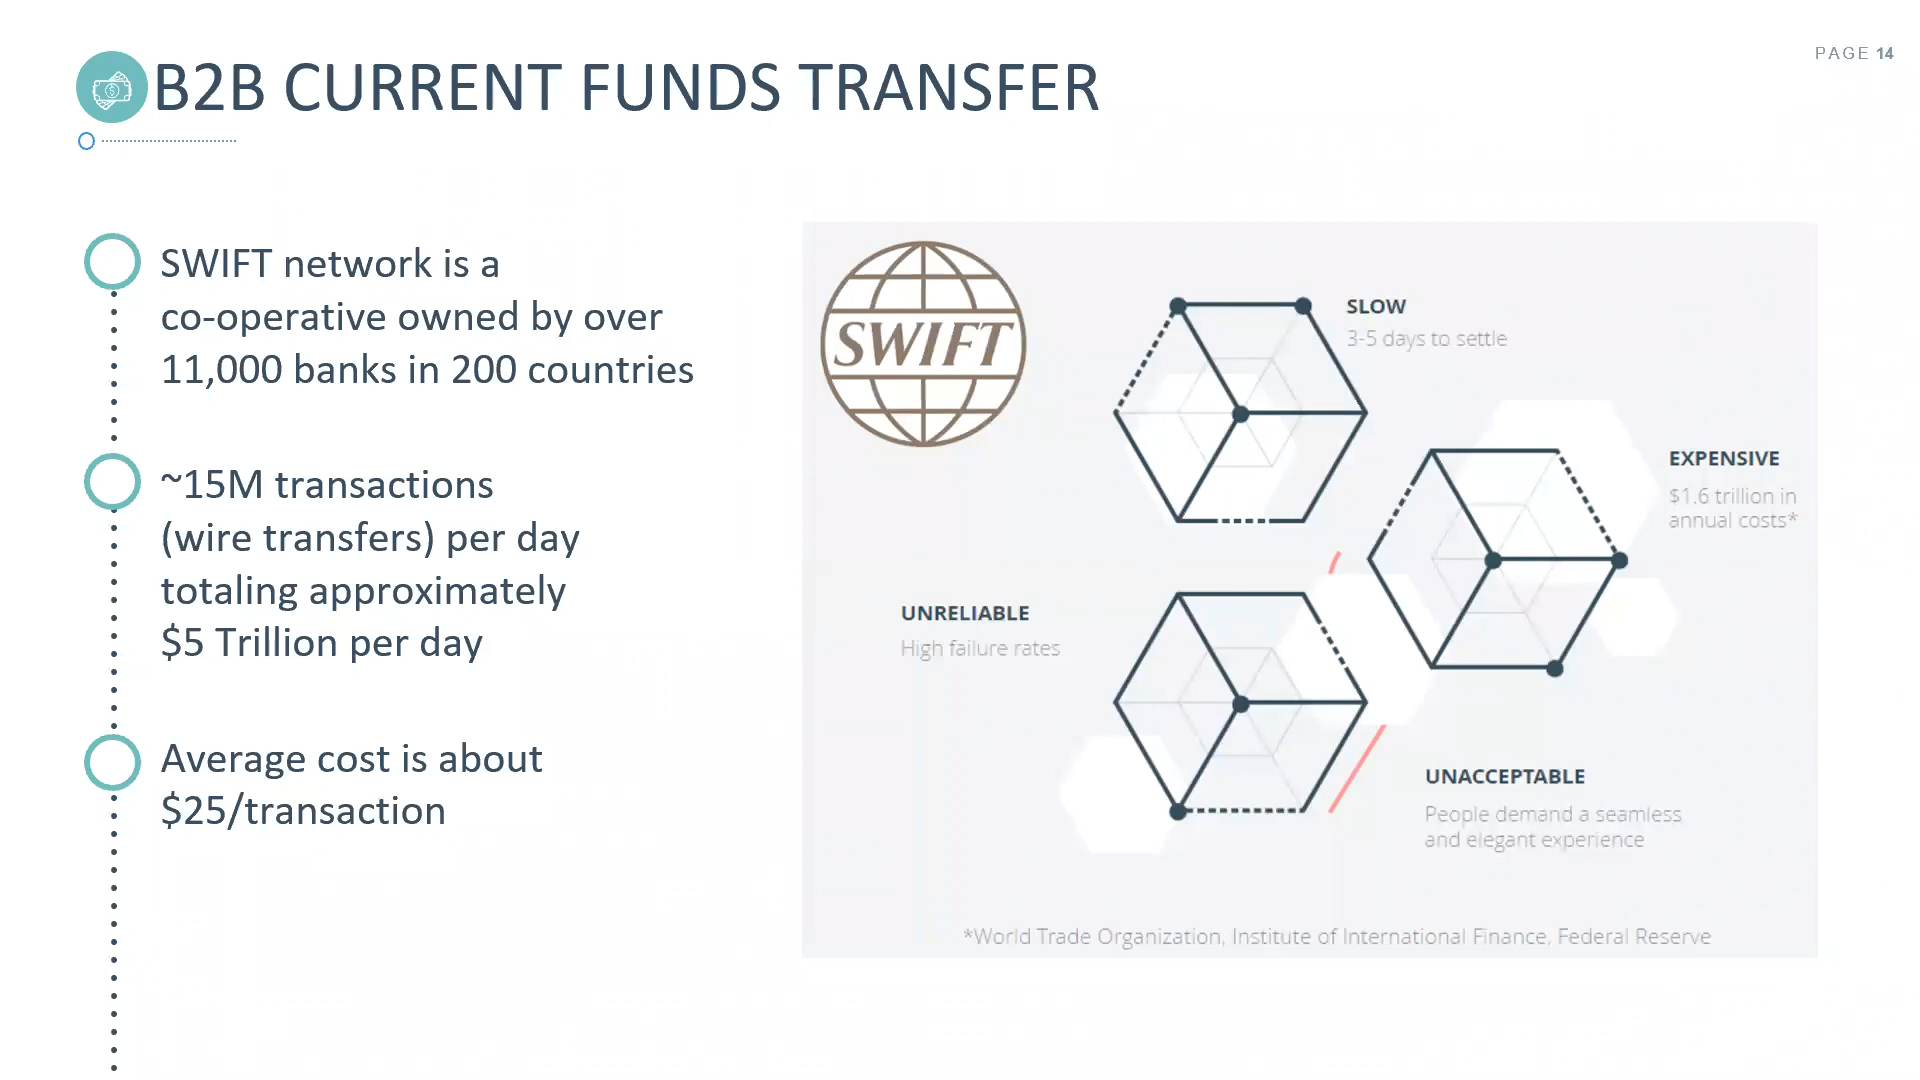 PAGE 14
B2B CURRENT FUNDS TRANSFER
SWIFT network is a
co-operative owned by over
11,000 banks in 200 countries
~15M transactions
(wire transfers) per day
totaling approximately
$5 Trillion per day
Average cost is about
$25/transaction
SWIFT
SLOW
3-5 days to settle
EXPENSIVE
$1.6 trillion in
annual costs*
UNRELIABLE
High failure rates
UNACCEPTABLE
People demand a seamless
and elegant experience
*World Trade Organization, Institute of International Finance, Federal Reserve